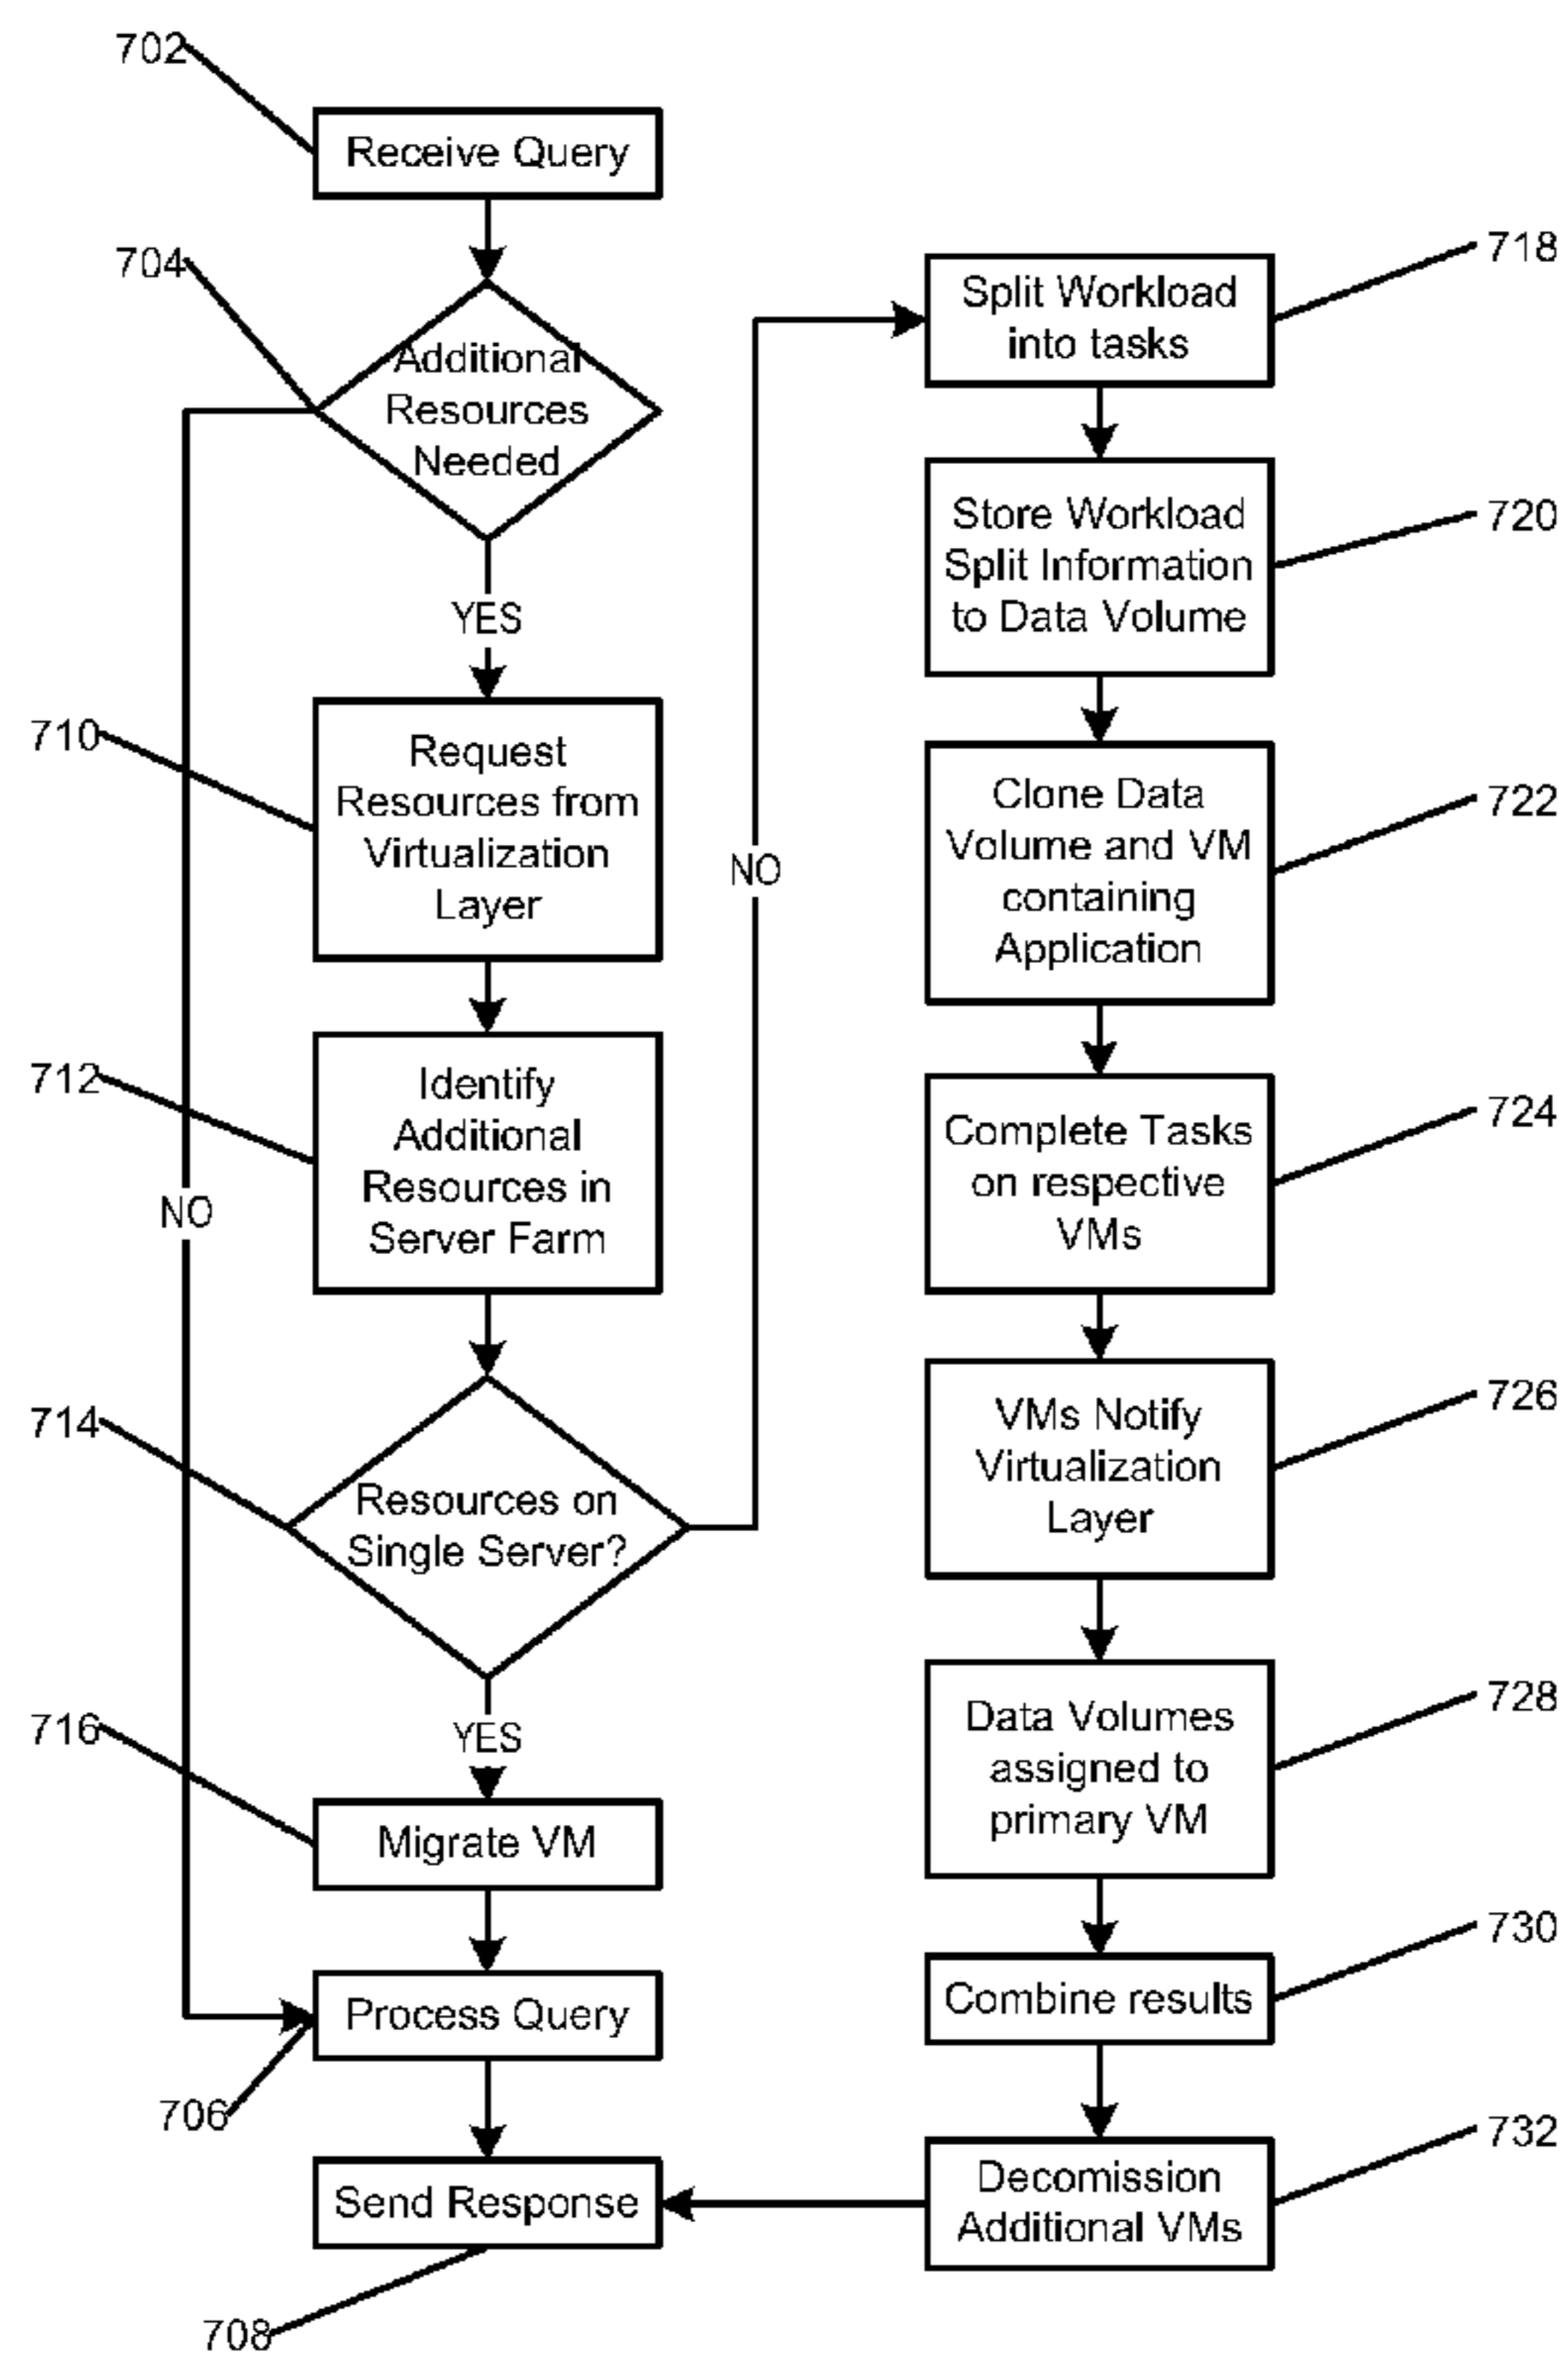 702
Receive Query
704
Additional
Resources
Needed
YES
710
Request
Resources from
Virtualization
Layer
712
Identify
Additional
Resources in
Server Farm
NO
714
Resources on
Single Server?
YES
716
Migrate VM
Process Query
706
Send Response
708
NO
718
Split Workload
into tasks
720
Store Workload
Split Information
to Data Volume
722
Clone Data
Volume and VM
containing
Application
724
Complete Tasks
on respective
VMs
726
VMs Notify
Virtualization
Layer
728
Data Volumes
assigned to
primary VM
730
Combine results
732
Decomission
Additional VMs